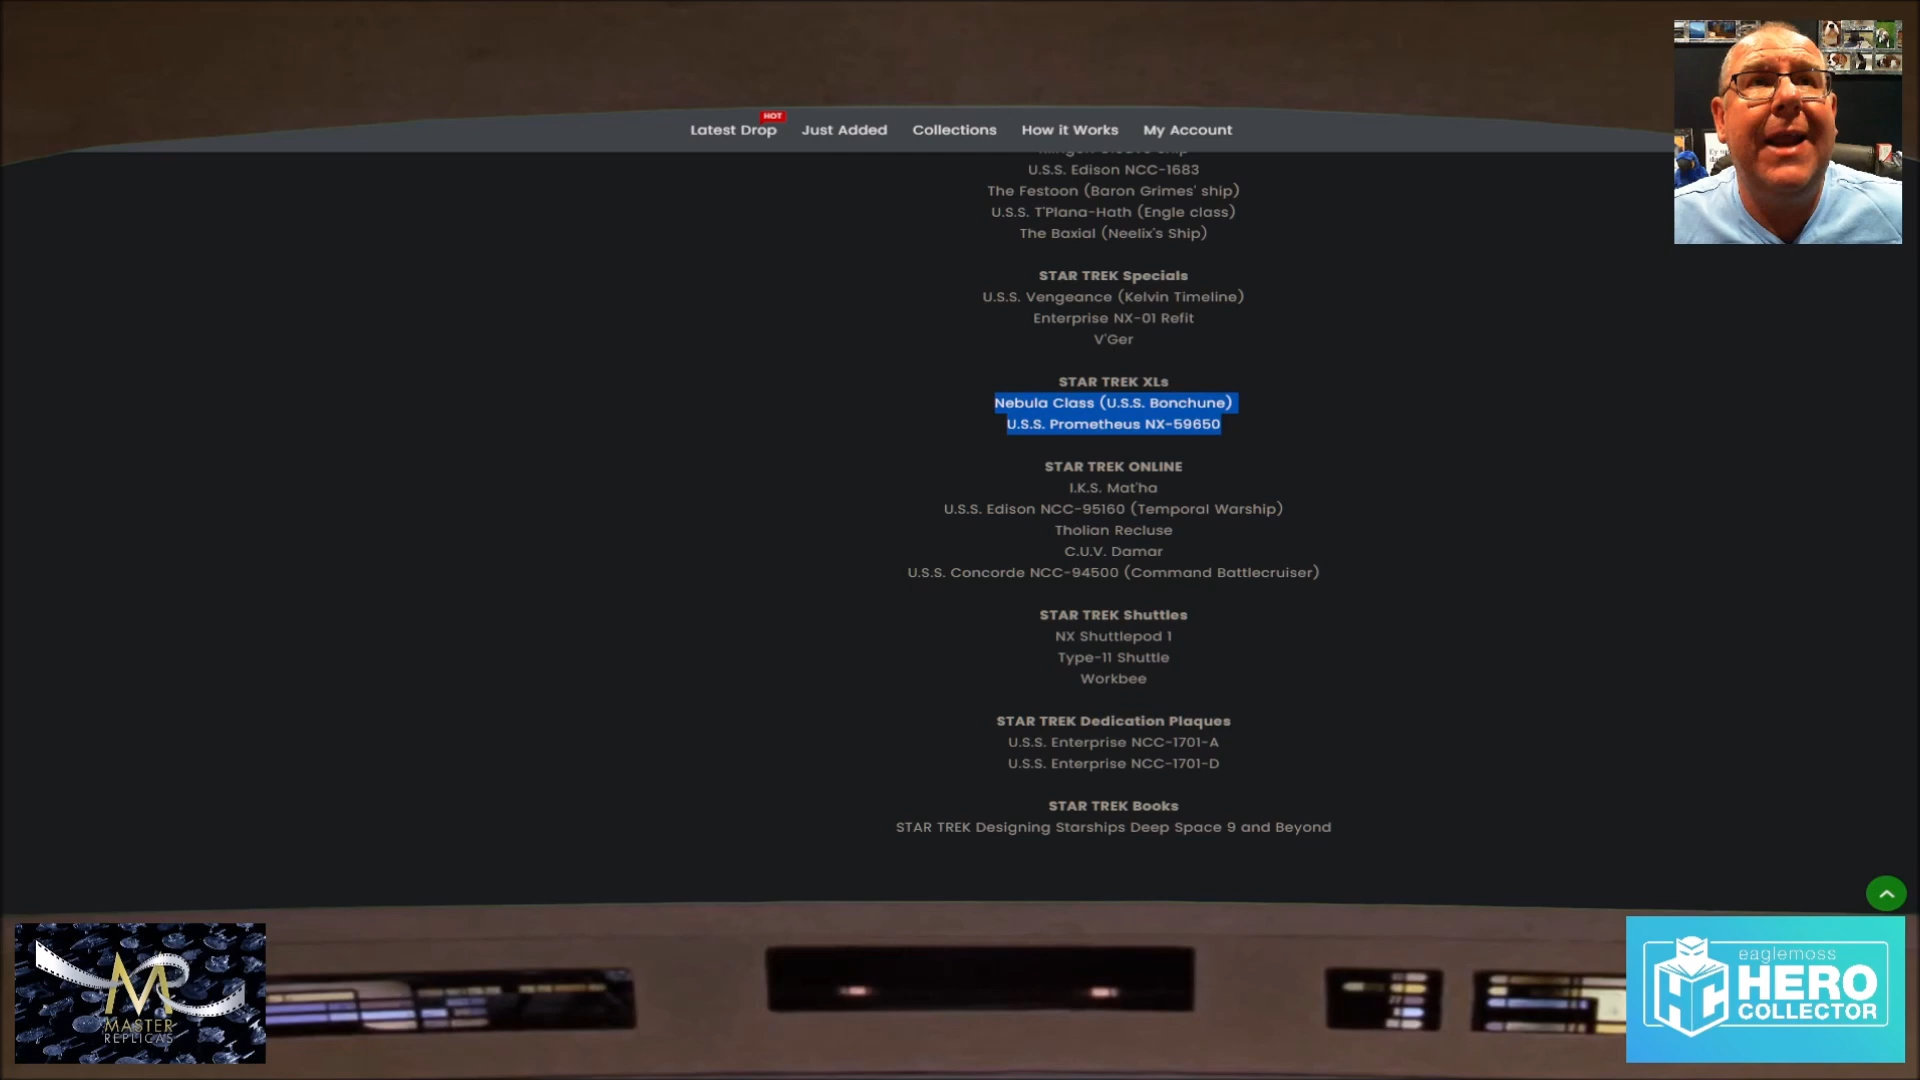 HOT
Latest Drop Just Added Collections How it Works My Account
U.S.S. Edison NCC-1683
The Festoon (Baron Grimes' ship)
U.S.S. T'Plana-Hath (Engle class)
The Baxial (Neelix's Ship)
STAR TREK Specials
U.S.S. Vengeance (Kelvin Timeline)
Enterprise NX-01 Refit
V'Ger
STAR TREK XLs
Nebula Class (U.S.S. Bonchune)
U.S.S. Prometheus NX-59650
STAR TREK ONLINE
I.K.S. Mat'ha
U.S.S. Edison NCC-95160 (Temporal Warship)
Tholian Recluse
C.U.V. Damar
U.S.S. Concorde NCC-94500 (Command Battlecruiser)
STAR TREK Shuttles
NX Shuttlepod 1
Type-11 Shuttle
Workbee
STAR TREK Dedication Plaques
U.S.S. Enterprise NCC-1701-A
U.S.S. Enterprise NCC-1701-D
STAR TREK Books
STAR TREK Designing Starships Deep Space 9 and Beyond
MR
MASTER
REPLICAS
eaglemoss
HC
HERO
COLLECTOR